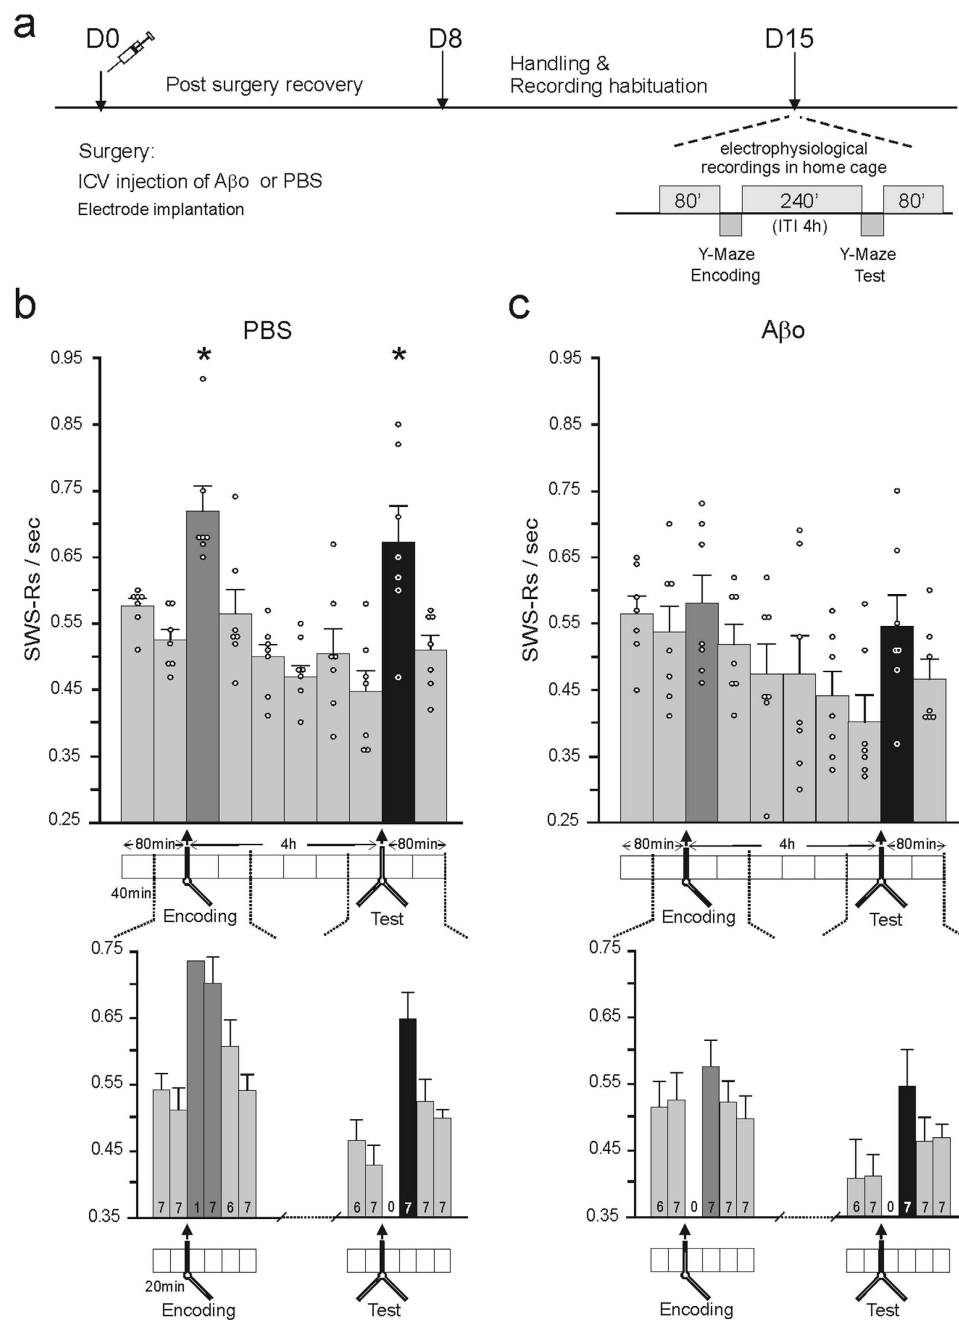 a
D0
D8
D15
Post surgery recovery
Handling &
Recording habituation
Surgery:
ICV injection of Aβo or PBS
Electrode implantation
electrophysiological
recordings in home cage
80'
240'
80'
(ITI 4h)
Y-Maze
Encoding
Y-Maze
Test
b
PBS
*
*
SWS-Rs / sec
0.95
0.85
0.75
0.65
0.55
0.45
0.35
0.25
80min
4h
80min
40min
Encoding
Test
0.75
0.65
0.55
0.45
0.35
7 7 1 7 6 7
6 7 0 7 7 7
20min
Encoding
Test
c
Aβo
SWS-Rs / sec
0.95
0.85
0.75
0.65
0.55
0.45
0.35
0.25
80min
4h
80min
Encoding
Test
0.75
0.65
0.55
0.45
0.35
6 7 0 7 7 7
6 7 0 7 7 7
Encoding
Test